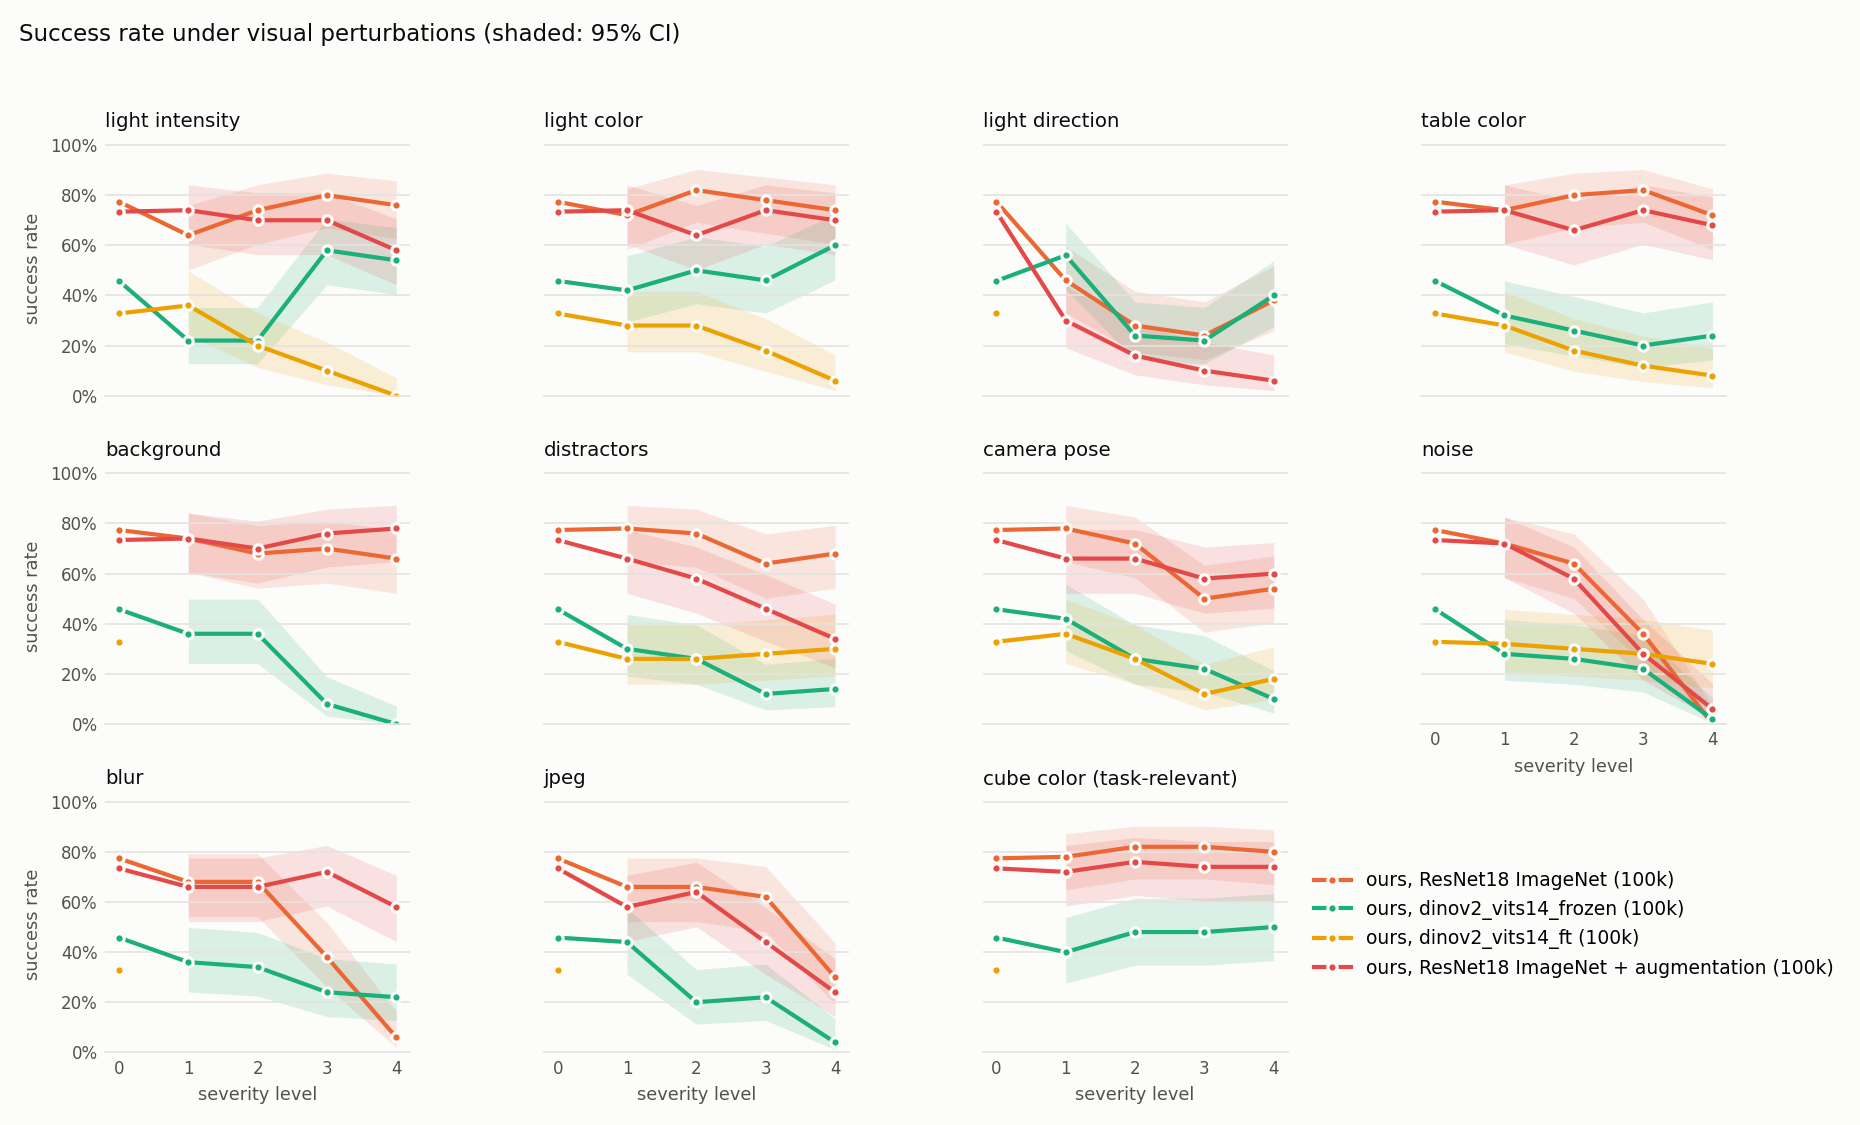 Success rate under visual perturbations (shaded: 95% CI)
light intensity
light color
light direction
table color
100%
80%
60%
40%
20%
0%
success rate
background
distractors
camera pose
noise
100%
80%
60%
40%
20%
0%
success rate
0 1 2 3 4
severity level
blur
jpeg
cube color (task-relevant)
100%
80%
60%
40%
20%
0%
success rate
0 1 2 3 4
severity level
0 1 2 3 4
severity level
0 1 2 3 4
severity level
ours, ResNet18 ImageNet (100k)
ours, dinov2_vits14_frozen (100k)
ours, dinov2_vits14_ft (100k)
ours, ResNet18 ImageNet + augmentation (100k)